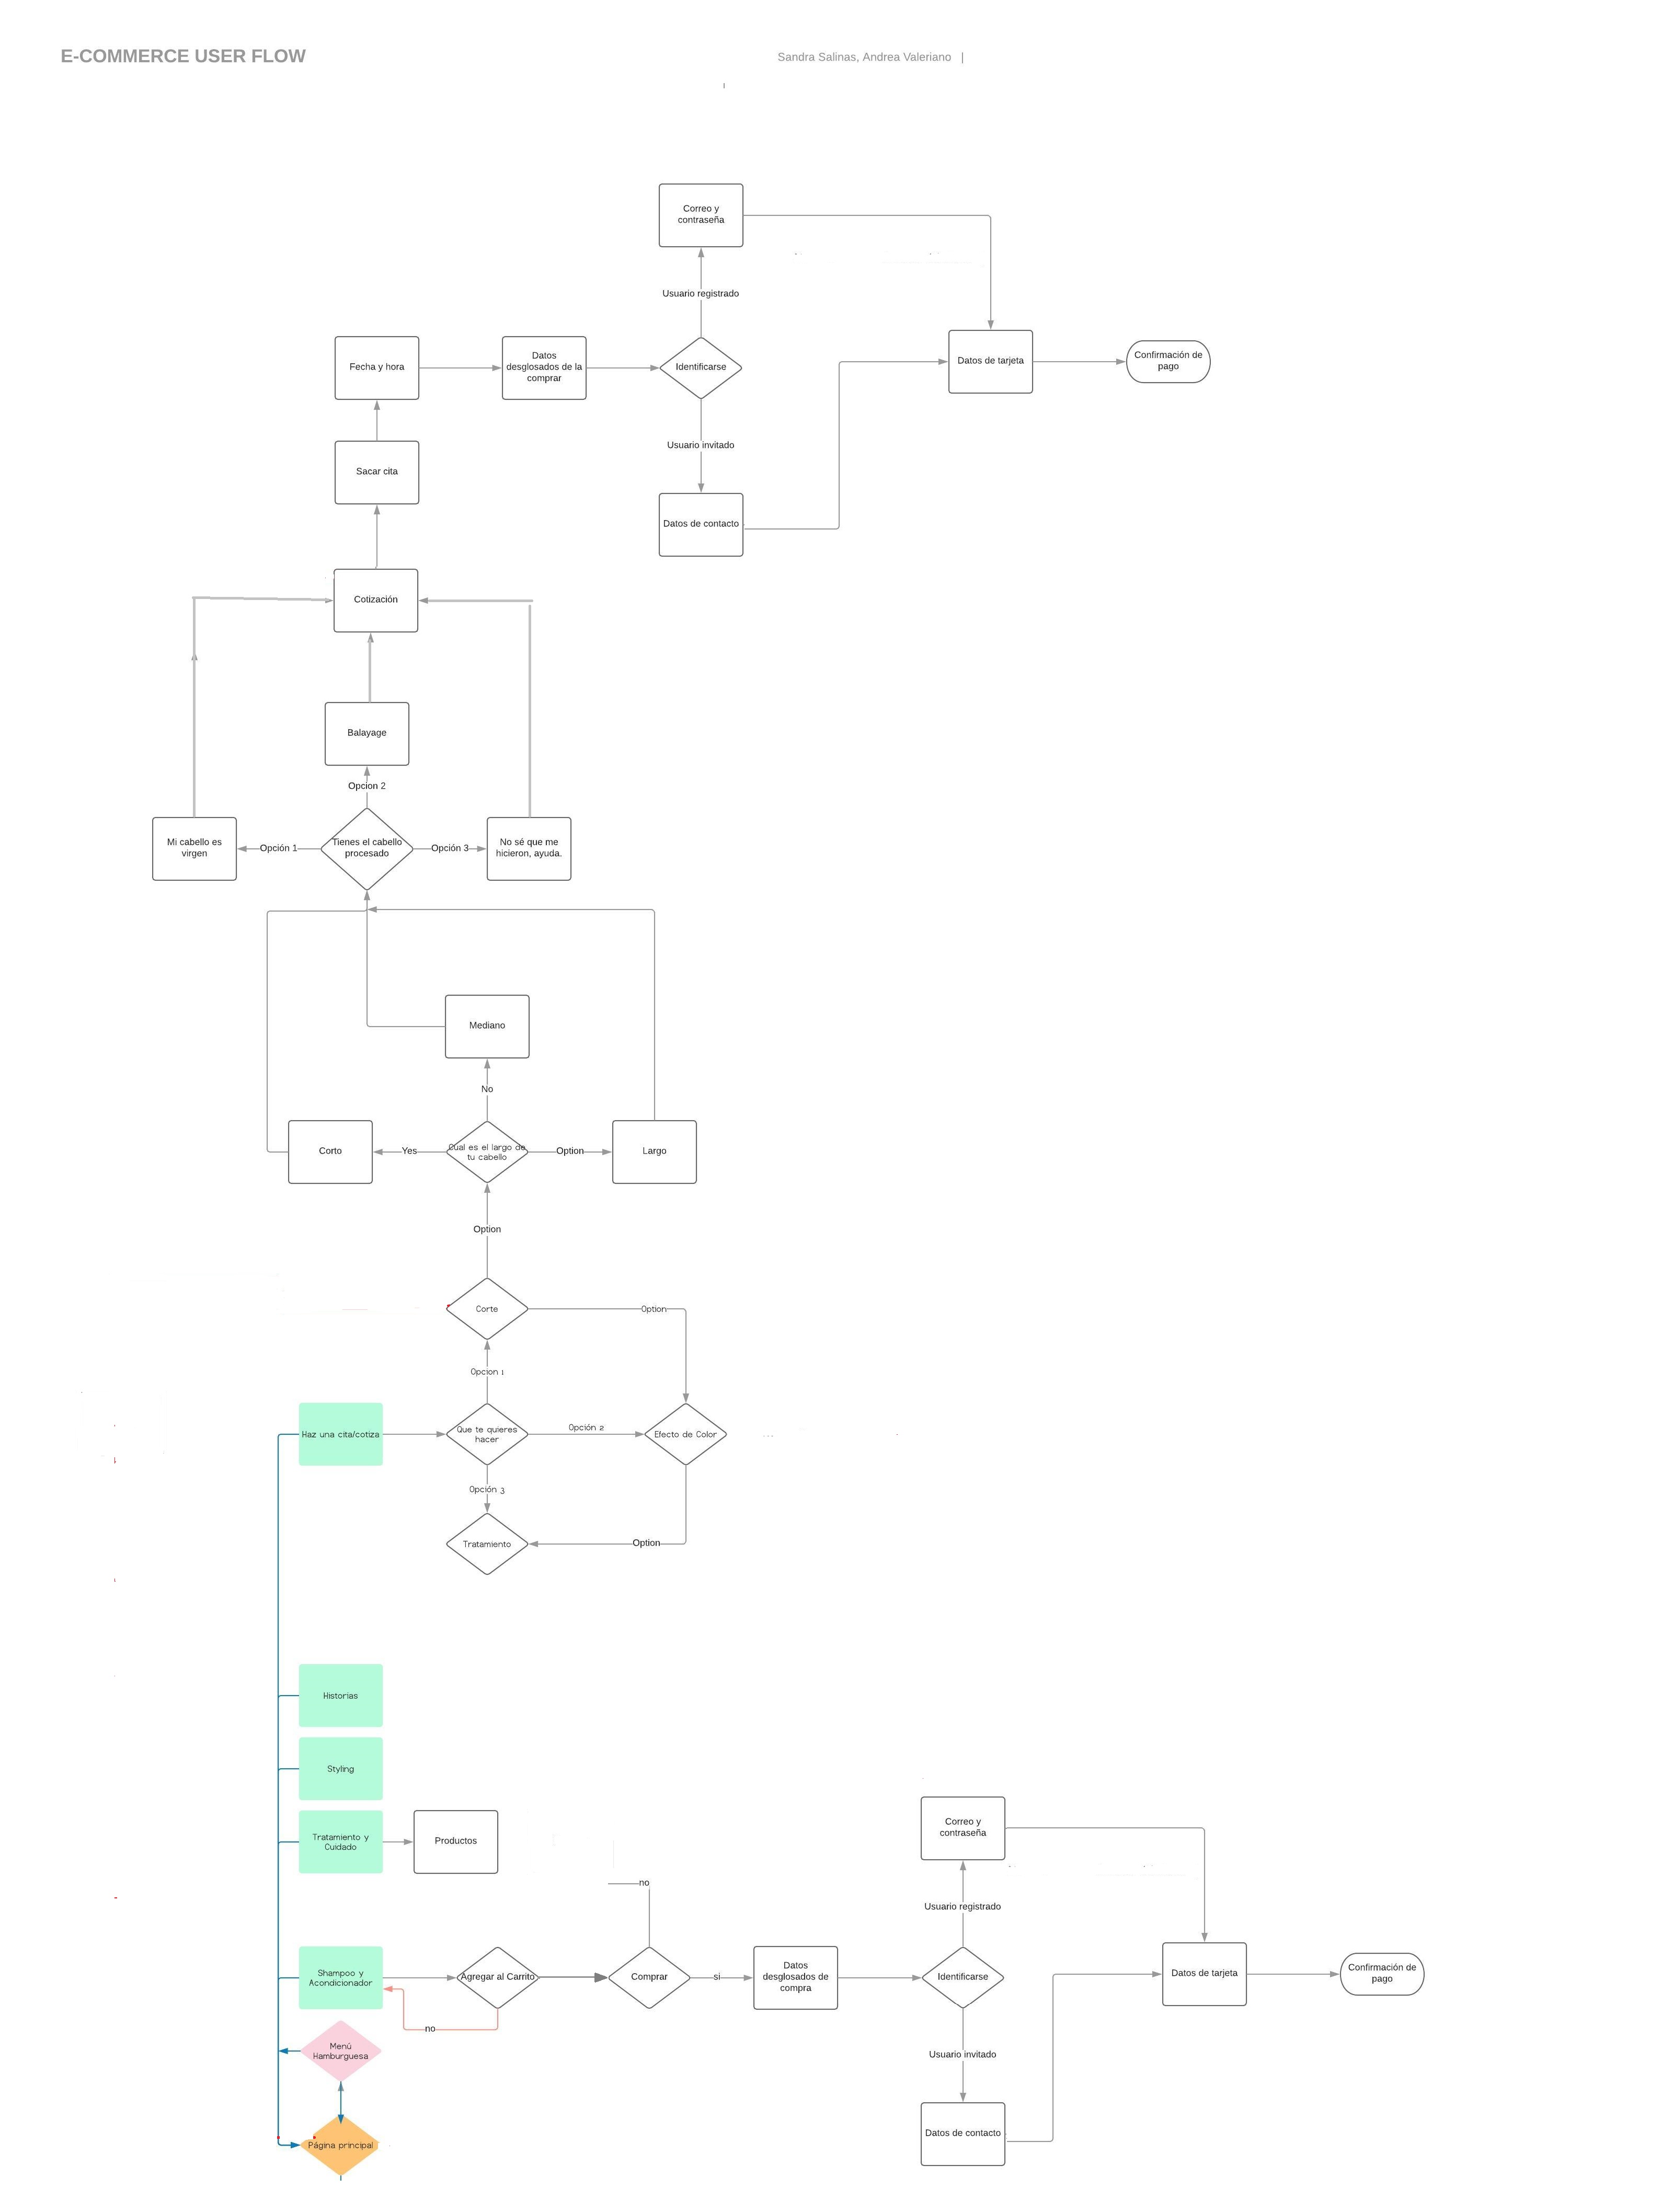 E-COMMERCE USER FLOW
Sandra Salinas, Andrea Valeriano |
Correo y
contraseña
Usuario registrado
Fecha y hora
Datos
desglosados de la
comprar
Identificarse
Datos de tarjeta
Confirmación de
pago
Usuario invitado
Sacar cita
Datos de contacto
Cotización
Balayage
Opcion 2
Mi cabello es
virgen
Opción 1
Tienes el cabello
procesado
Opción 3
No sé que me
hicieron, ayuda.
Mediano
No
Corto
Yes
Cual es el largo de
tu cabello
Option
Largo
Option
Corte
Option
Opcion 1
Haz una cita/cotiza
Que te quieres
hacer
Opción 2
Efecto de Color
Opción 3
Tratamiento
Option
Historias
Styling
Tratamiento y
Cuidado
Productos
Correo y
contraseña
no
Usuario registrado
Shampoo y
Acondicionador
Agregar al Carrito
Comprar
si
Datos
desglosados de
compra
Identificarse
Datos de tarjeta
Confirmación de
pago
no
Menú
Hamburguesa
Usuario invitado
Datos de contacto
Página principal